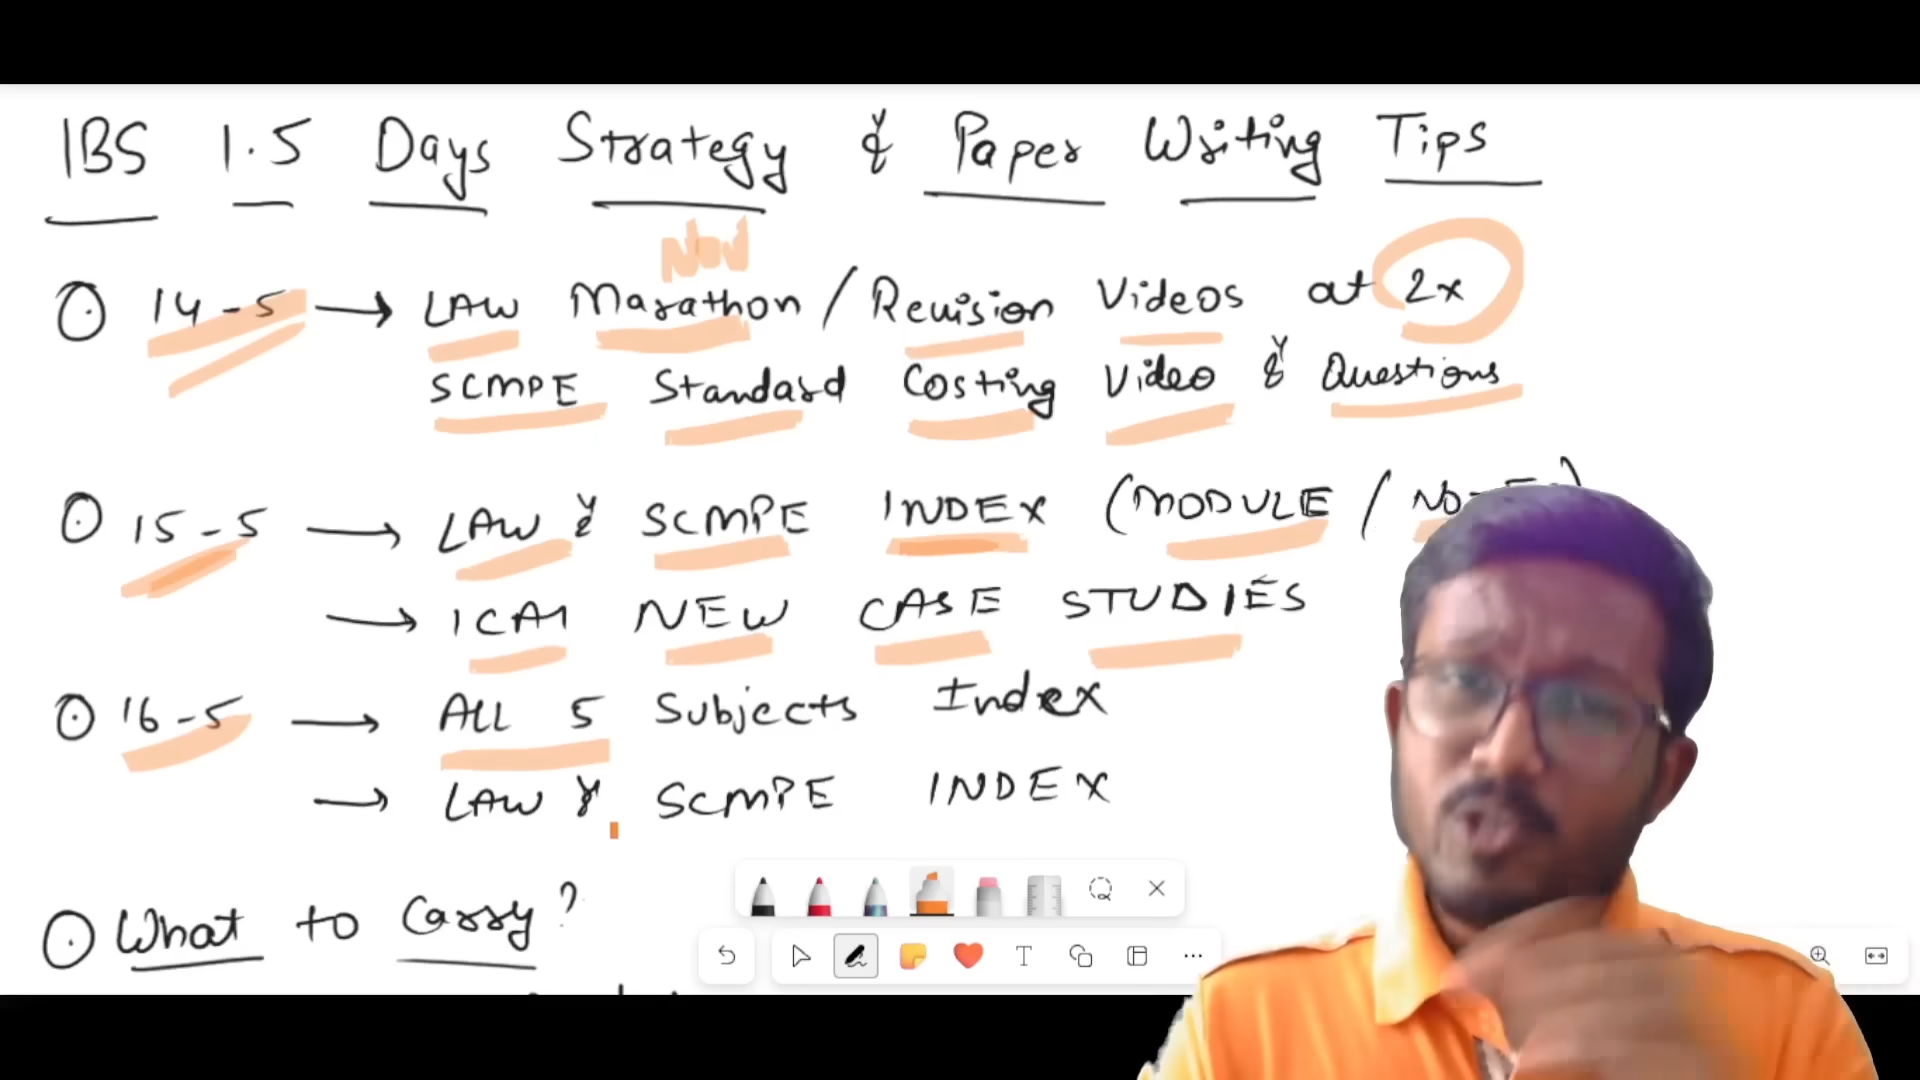 IBS 1.5 Days Strategy & Paper Writing Tips
Nov
14-5 → LAW Marathon / Revision Videos at 2x
SCMPE Standard Costing Video & Questions
15-5 → LAW & SCMPE INDEX (MODULE /
→ ICAI NEW CASE STUDIES
16-5 → ALL 5 Subjects Index
→ LAW & SCMPE INDEX
What to Carry?